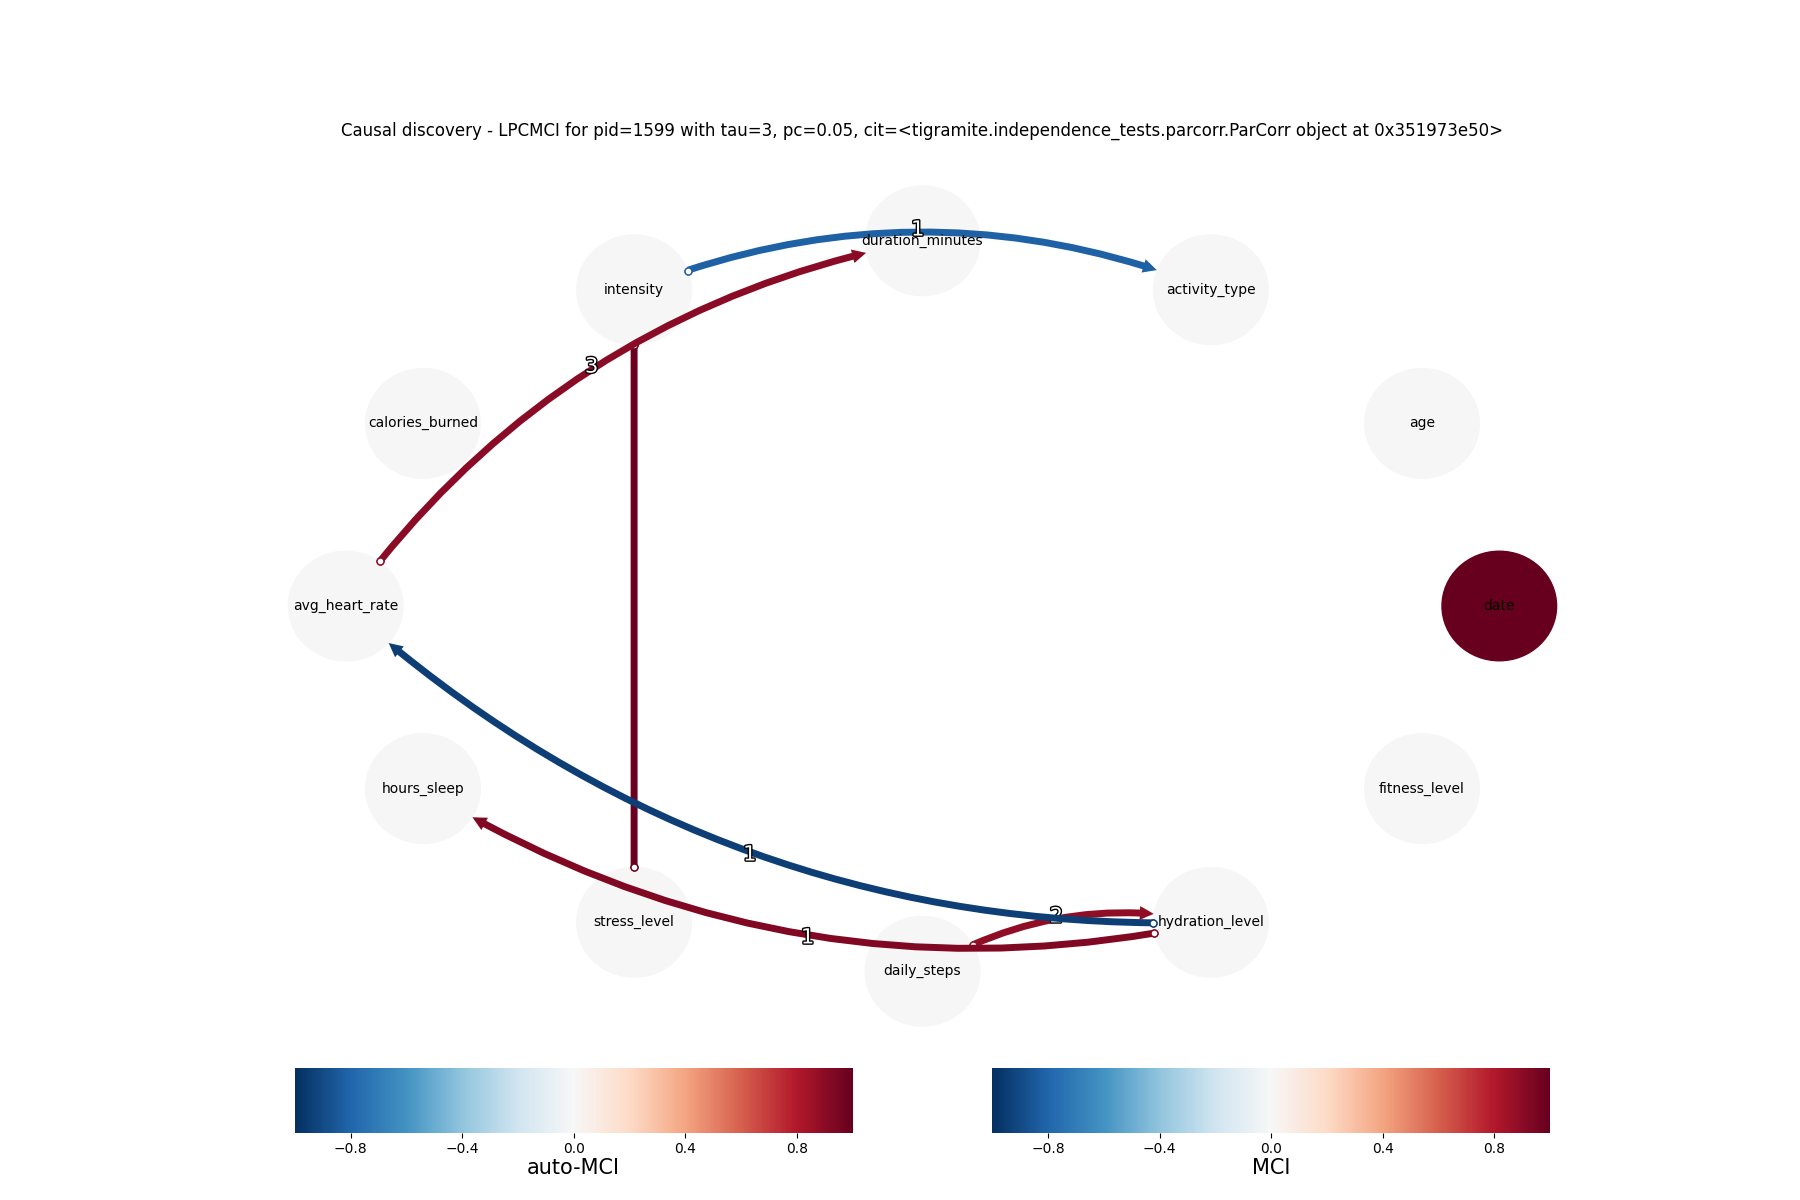 Causal discovery - LPCMCI for pid=1599 with tau=3, pc=0.05, cit=<tigramite.independence_tests.parcorr.ParCorr object at 0x351973e50>
1
duration_minutes
intensity
activity_type
3
calories_burned
age
avg_heart_rate
date
hours_sleep
fitness_level
1
2
stress_level
hydration_level
1
daily_steps
−0.8 −0.4 0.0 0.4 0.8
auto-MCI
−0.8 −0.4 0.0 0.4 0.8
MCI